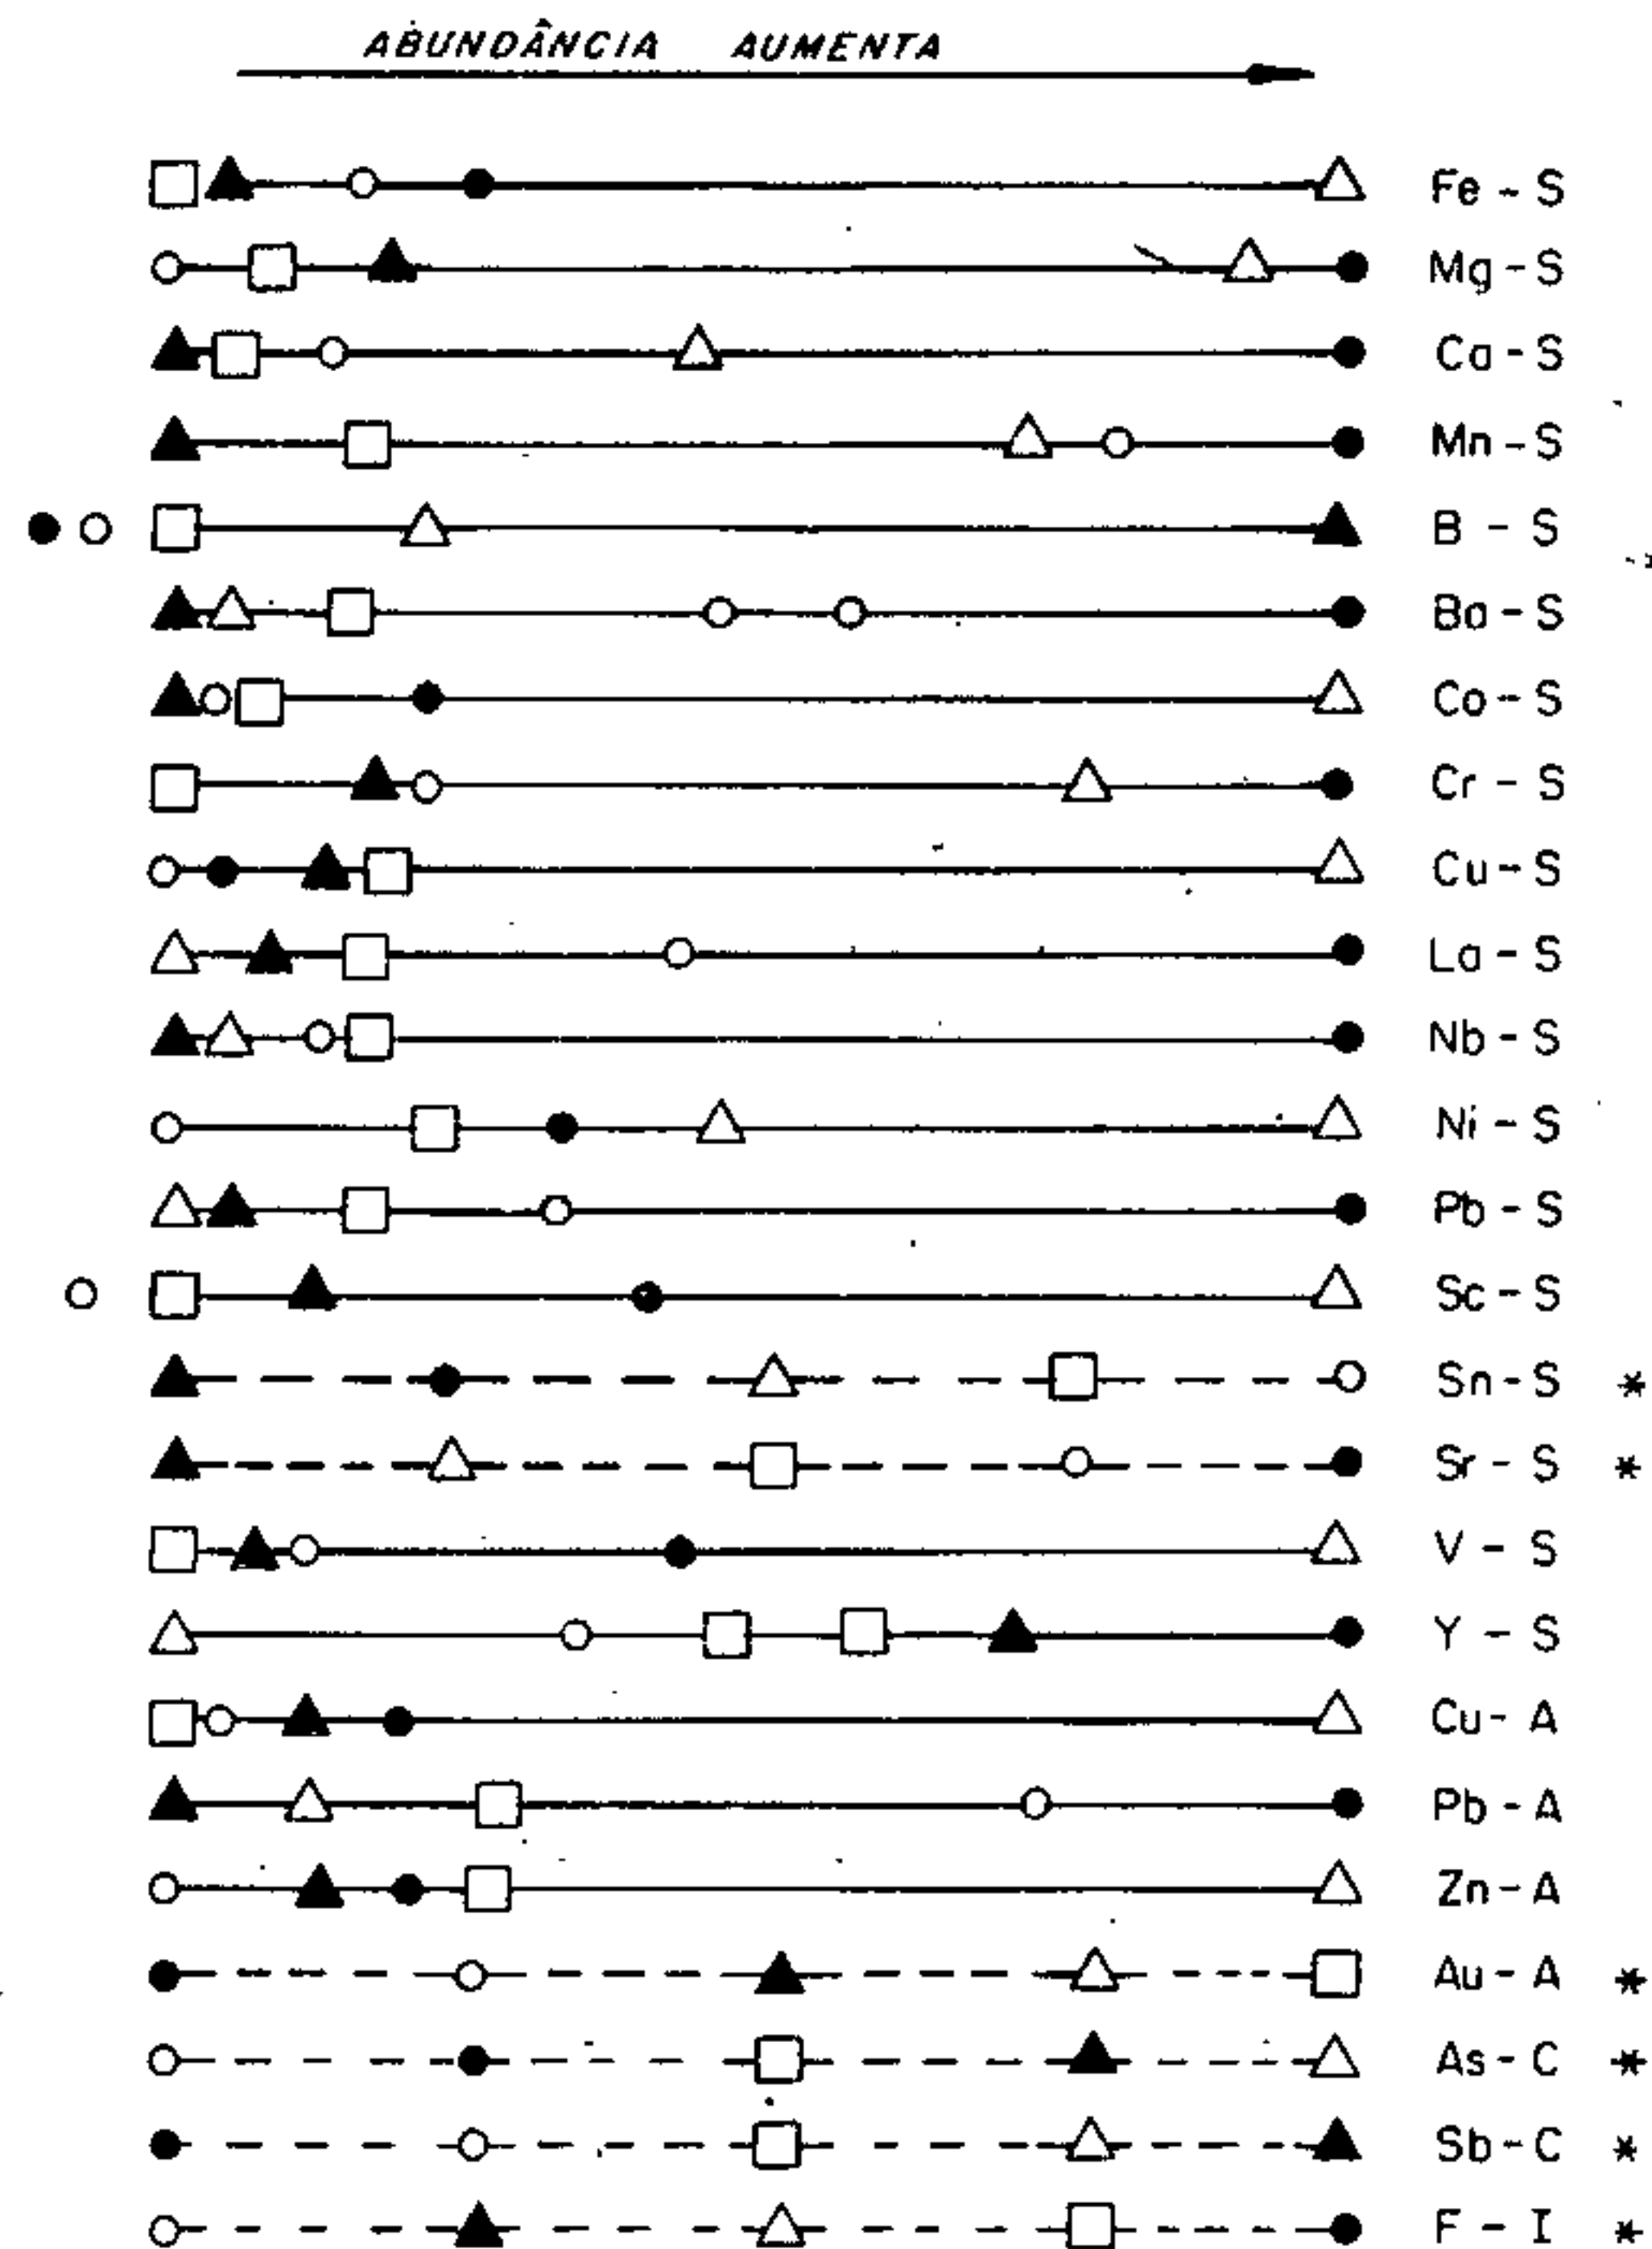 ABUNDÂNCIA AUMENTA
Fe - S
Mg - S
Ca - S
Mn - S
B - S
Ba - S
Co - S
Cr - S
Cu - S
La - S
Nb - S
Ni - S
Pb - S
Sc - S
Sn - S *
Sr - S *
V - S
Y - S
Cu - A
Pb - A
Zn - A
Au - A *
As - C *
Sb - C *
F - I *